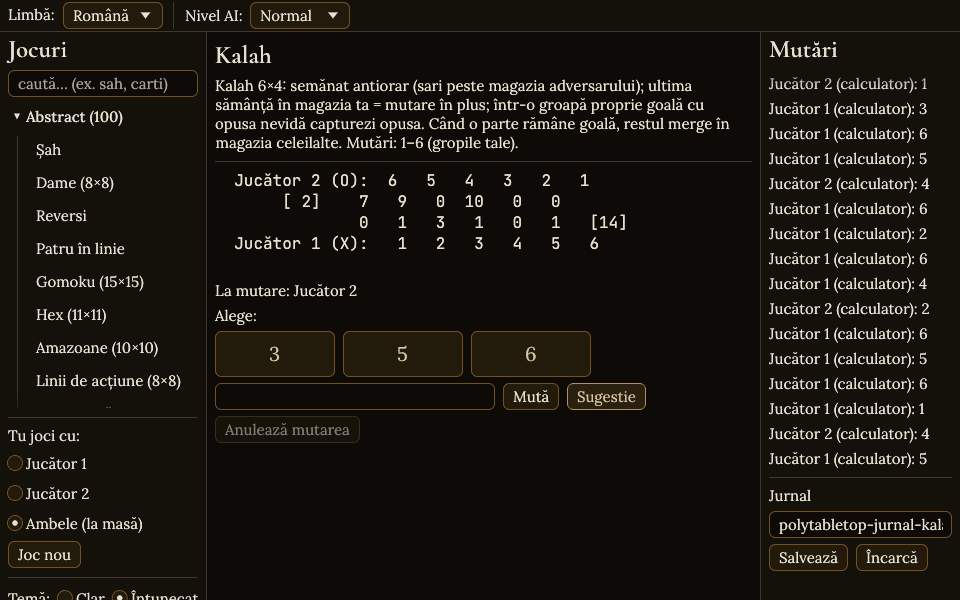 Limbă: Română ▼ Nivel AI: Normal ▼
Jocuri
caută... (ex. sah, carti)
▼ Abstract (100)
Șah
Dame (8×8)
Reversi
Patru în linie
Gomoku (15×15)
Hex (11×11)
Amazoane (10×10)
Linii de acțiune (8×8)
Tu joci cu:
Jucător 1
Jucător 2
Ambele (la masă)
Joc nou
Temă: Clar Întunecat
Kalah
Kalah 6×4: semănat antiorar (sari peste magazia adversarului); ultima
sămânță în magazia ta = mutare în plus; într-o groapă proprie goală cu
opusa nevidă capturezi opusa. Când o parte rămâne goală, restul merge în
magazia celeilalte. Mutări: 1–6 (gropile tale).
Jucător 2 (O): 6 5 4 3 2 1
[ 2] 7 9 0 10 0 0
0 1 3 1 0 1 [14]
Jucător 1 (X): 1 2 3 4 5 6
La mutare: Jucător 2
Alege:
3 5 6
Mută Sugestie
Anulează mutarea
Mutări
Jucător 2 (calculator): 1
Jucător 1 (calculator): 3
Jucător 1 (calculator): 6
Jucător 1 (calculator): 5
Jucător 2 (calculator): 4
Jucător 1 (calculator): 6
Jucător 1 (calculator): 2
Jucător 1 (calculator): 6
Jucător 1 (calculator): 4
Jucător 2 (calculator): 2
Jucător 1 (calculator): 6
Jucător 1 (calculator): 5
Jucător 1 (calculator): 6
Jucător 1 (calculator): 1
Jucător 2 (calculator): 4
Jucător 1 (calculator): 5
Jurnal
polytabletop-jurnal-kala
Salvează Încarcă